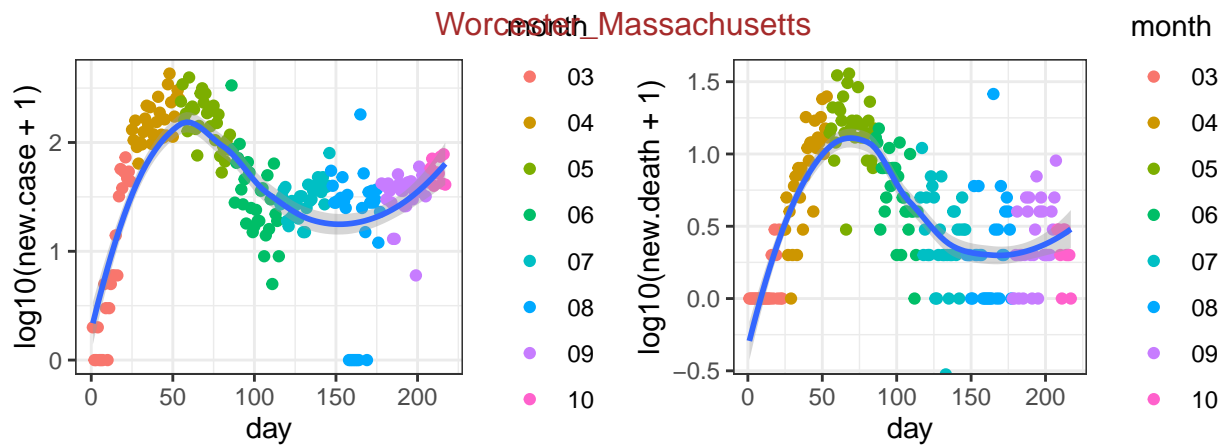 Worcester_Massachusetts
month
03
04
05
06
07
08
09
10
log10(new.case + 1)
2
1
0
0 50 100 150 200
day
month
03
04
05
06
07
08
09
10
log10(new.death + 1)
1.5
1.0
0.5
0.0
−0.5
0 50 100 150 200
day